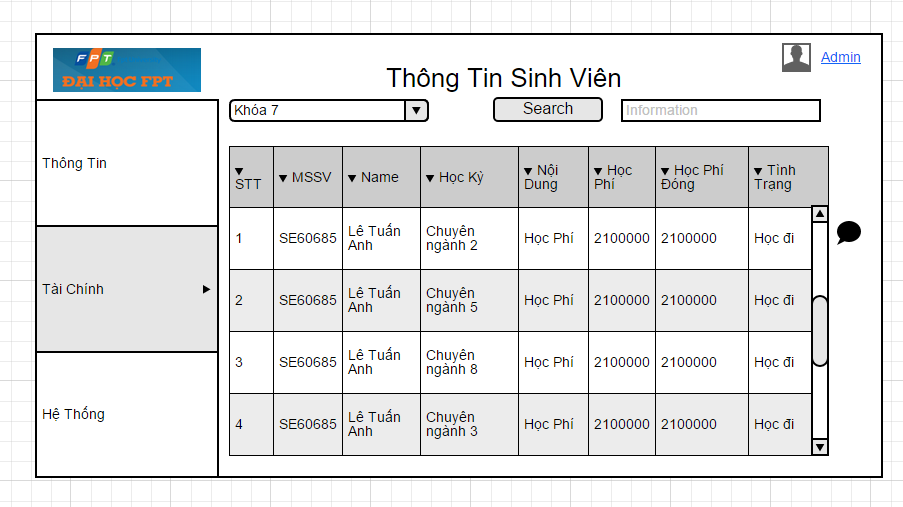 FPT
ĐẠI HỌC FPT
Admin
Thông Tin Sinh Viên
Khóa 7
Search
Information
Thông Tin
Tài Chính
Hệ Thống
STT MSSV Name Học Kỳ Nội Dung Học Phí Học Phí Đóng Tình Trạng
1 SE60685 Lê Tuấn Anh Chuyên ngành 2 Học Phí 2100000 2100000 Học đi
2 SE60685 Lê Tuấn Anh Chuyên ngành 5 Học Phí 2100000 2100000 Học đi
3 SE60685 Lê Tuấn Anh Chuyên ngành 8 Học Phí 2100000 2100000 Học đi
4 SE60685 Lê Tuấn Anh Chuyên ngành 3 Học Phí 2100000 2100000 Học đi